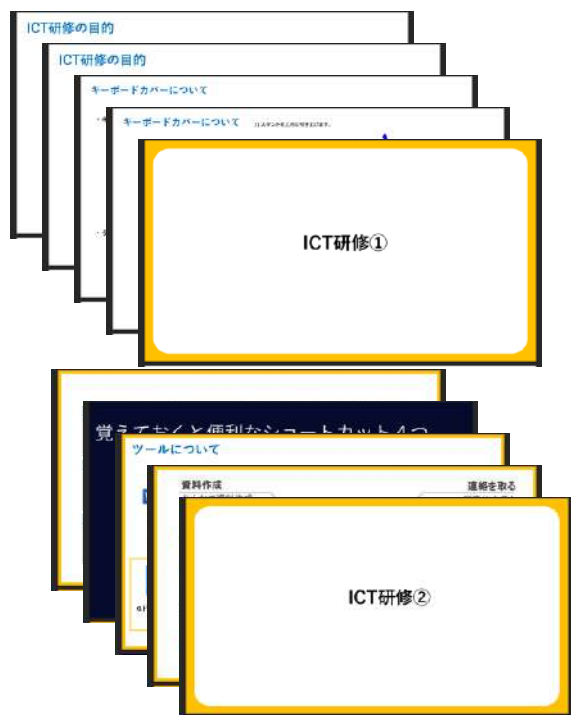 ICT研修の目的
ICT研修の目的
キーボードカバーについて
キーボードカバーについて
ICT研修①
覚えておくと便利なショートカット4つ
ツールについて
資料作成
連絡を取る
ICT研修②